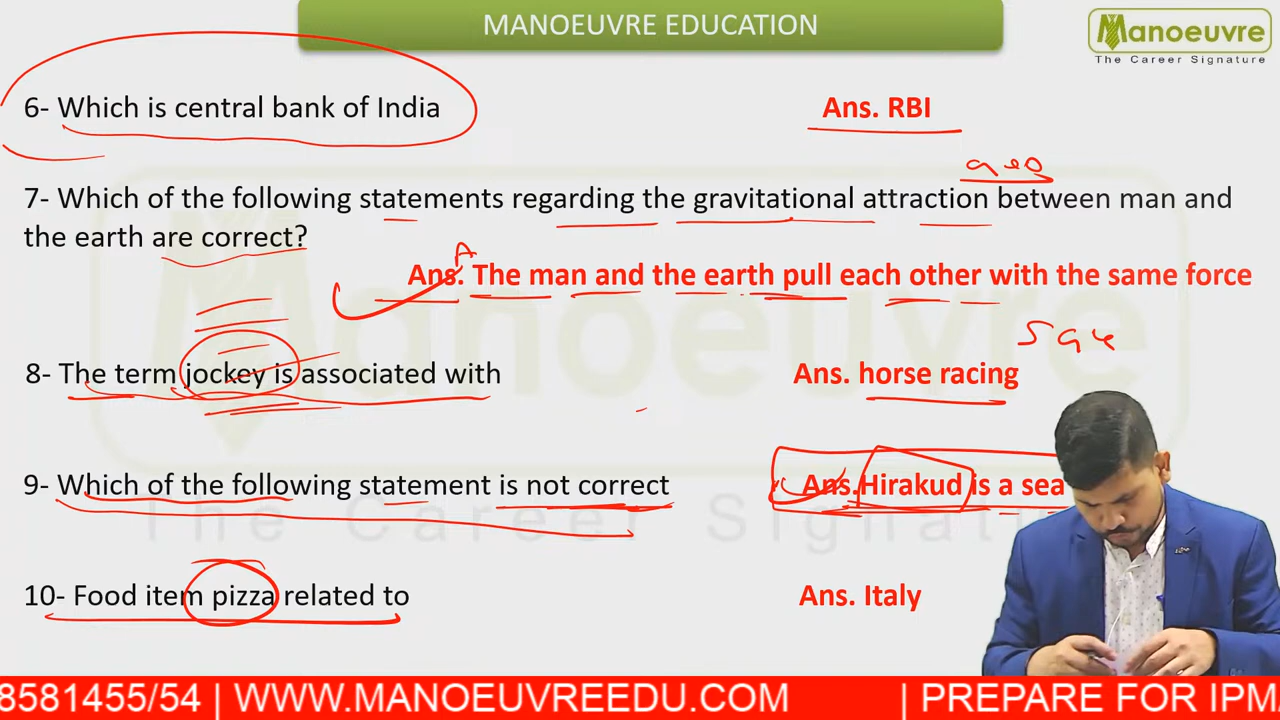 MANOEUVRE EDUCATION
Manoeuvre
The Career Signature
6- Which is central bank of India
Ans. RBI
7- Which of the following statements regarding the gravitational attraction between man and
the earth are correct?
A
Ans. The man and the earth pull each other with the same force
8- The term jockey is associated with
Ans. horse racing
9- Which of the following statement is not correct
Ans.Hirakud is a sea
10- Food item pizza related to
Ans. Italy
Manoeuvre
The Career Signature
8581455/54 | WWW.MANOEUVREEDU.COM | PREPARE FOR IPM